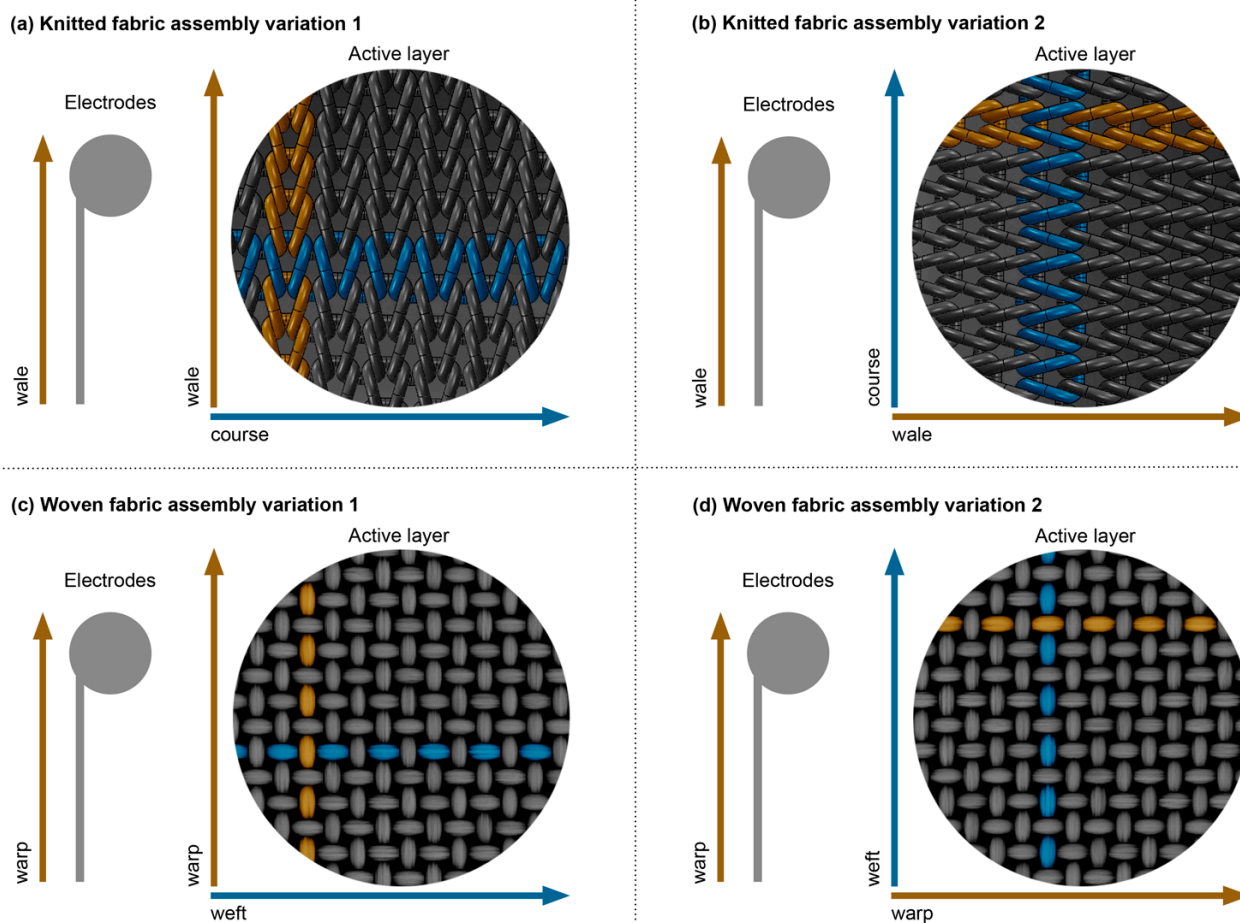 (a) Knitted fabric assembly variation 1
Active layer
Electrodes
wale
wale
course
(b) Knitted fabric assembly variation 2
Active layer
Electrodes
wale
course
wale
(c) Woven fabric assembly variation 1
Active layer
Electrodes
warp
warp
weft
(d) Woven fabric assembly variation 2
Active layer
Electrodes
warp
weft
warp